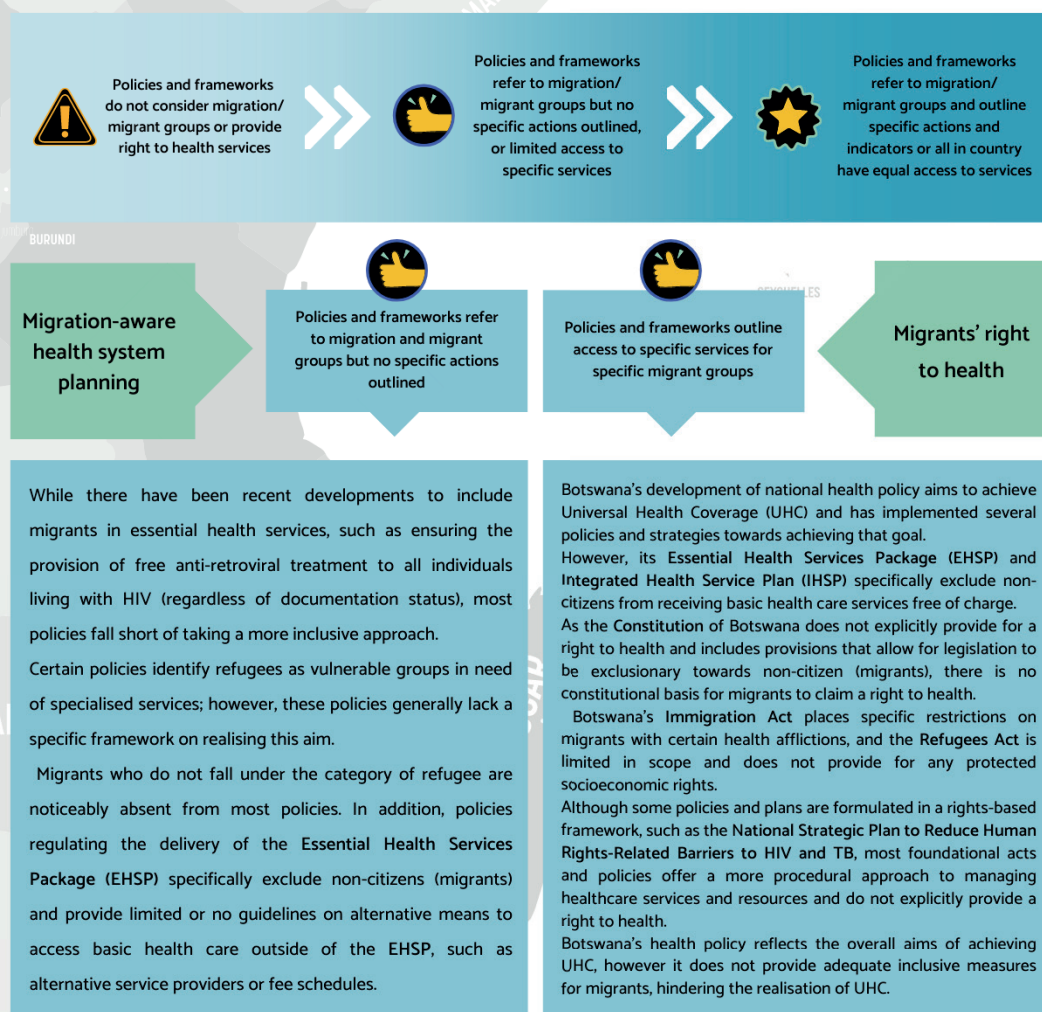 Policies and frameworks
do not consider migration/
migrant groups or provide
right to health services
Policies and frameworks
refer to migration/
migrant groups but no
specific actions outlined,
or limited access to
specific services
Policies and frameworks
refer to migration/
migrant groups and outline
specific actions and
indicators or all in country
have equal access to services
BURUNDI
Migration-aware
health system
planning
Policies and frameworks refer
to migration and migrant
groups but no specific actions
outlined
Policies and frameworks outline
access to specific services for
specific migrant groups
Migrants' right
to health
While there have been recent developments to include
migrants in essential health services, such as ensuring the
provision of free anti-retroviral treatment to all individuals
living with HIV (regardless of documentation status), most
policies fall short of taking a more inclusive approach.
Certain policies identify refugees as vulnerable groups in need
of specialised services; however, these policies generally lack a
specific framework on realising this aim.
Migrants who do not fall under the category of refugee are
noticeably absent from most policies. In addition, policies
regulating the delivery of the Essential Health Services
Package (EHSP) specifically exclude non-citizens (migrants)
and provide limited or no guidelines on alternative means to
access basic health care outside of the EHSP, such as
alternative service providers or fee schedules.
Botswana's development of national health policy aims to achieve
Universal Health Coverage (UHC) and has implemented several
policies and strategies towards achieving that goal.
However, its Essential Health Services Package (EHSP) and
Integrated Health Service Plan (IHSP) specifically exclude non-
citizens from receiving basic health care services free of charge.
As the Constitution of Botswana does not explicitly provide for a
right to health and includes provisions that allow for legislation to
be exclusionary towards non-citizen (migrants), there is no
constitutional basis for migrants to claim a right to health.
Botswana's Immigration Act places specific restrictions on
migrants with certain health afflictions, and the Refugees Act is
limited in scope and does not provide for any protected
socioeconomic rights.
Although some policies and plans are formulated in a rights-based
framework, such as the National Strategic Plan to Reduce Human
Rights-Related Barriers to HIV and TB, most foundational acts
and policies offer a more procedural approach to managing
healthcare services and resources and do not explicitly provide a
right to health.
Botswana's health policy reflects the overall aims of achieving
UHC, however it does not provide adequate inclusive measures
for migrants, hindering the realisation of UHC.